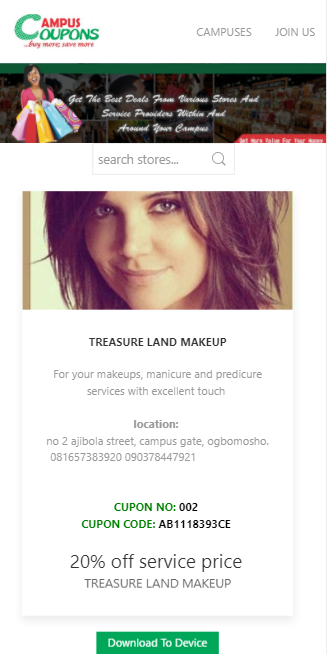 CAMPUS
COUPONS
...buy more; save more
CAMPUSES JOIN US
Get The Best Deals From Various Stores And
Service Providers Within And
Around Your Campus
Get More Value For Your Money
search stores...
TREASURE LAND MAKEUP
For your makeups, manicure and predicure
services with excellent touch
location:
no 2 ajibola street, campus gate, ogbomosho.
081657383920 090378447921
CUPON NO: 002
CUPON CODE: AB1118393CE
20% off service price
TREASURE LAND MAKEUP
Download To Device